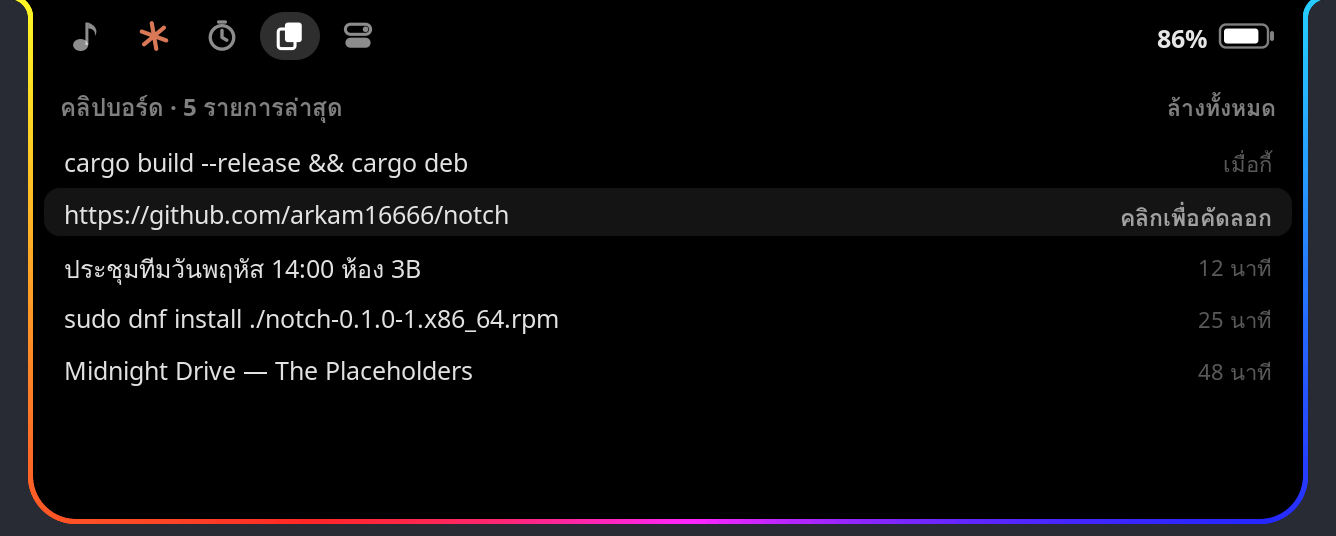 86%
คลิปบอร์ด · 5 รายการล่าสุด ล้างทั้งหมด
cargo build --release && cargo deb เมื่อกี้
https://github.com/arkam16666/notch คลิกเพื่อคัดลอก
ประชุมทีมวันพฤหัส 14:00 ห้อง 3B 12 นาที
sudo dnf install ./notch-0.1.0-1.x86_64.rpm 25 นาที
Midnight Drive — The Placeholders 48 นาที